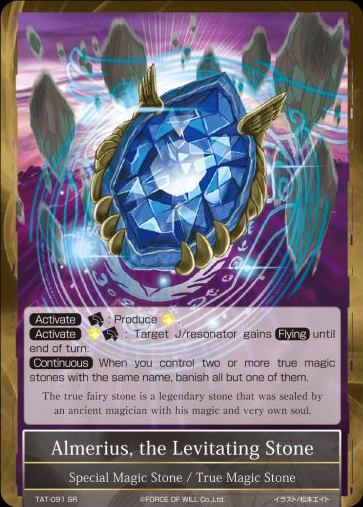 Activate : Produce .
Activate : Target J/resonator gains Flying until
end of turn.
Continuous When you control two or more true magic
stones with the same name, banish all but one of them.
The true fairy stone is a legendary stone that was sealed by
an ancient magician with his magic and very own soul.
Almerius, the Levitating Stone
Special Magic Stone / True Magic Stone
TAT-091 SR ©FORCE OF WILL Co.,Ltd. イラスト/松本エイト